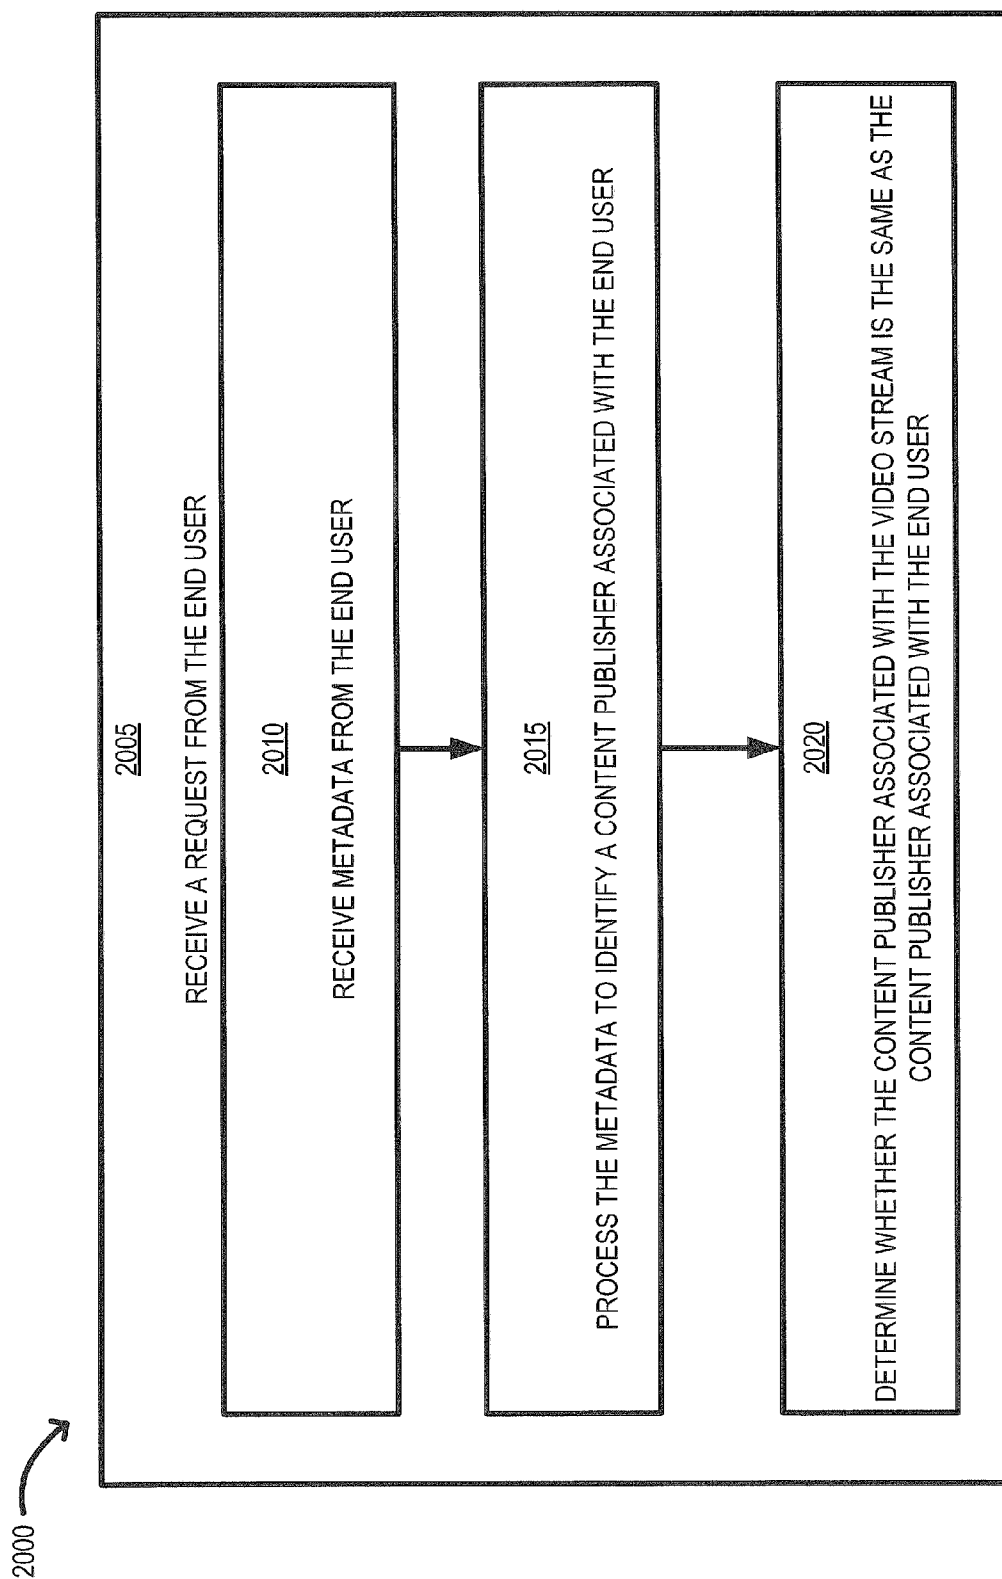 2000
2005
RECEIVE A REQUEST FROM THE END USER
2010
RECEIVE METADATA FROM THE END USER
2015
PROCESS THE METADATA TO IDENTIFY A CONTENT PUBLISHER ASSOCIATED WITH THE END USER
2020
DETERMINE WHETHER THE CONTENT PUBLISHER ASSOCIATED WITH THE VIDEO STREAM IS THE SAME AS THE
CONTENT PUBLISHER ASSOCIATED WITH THE END USER